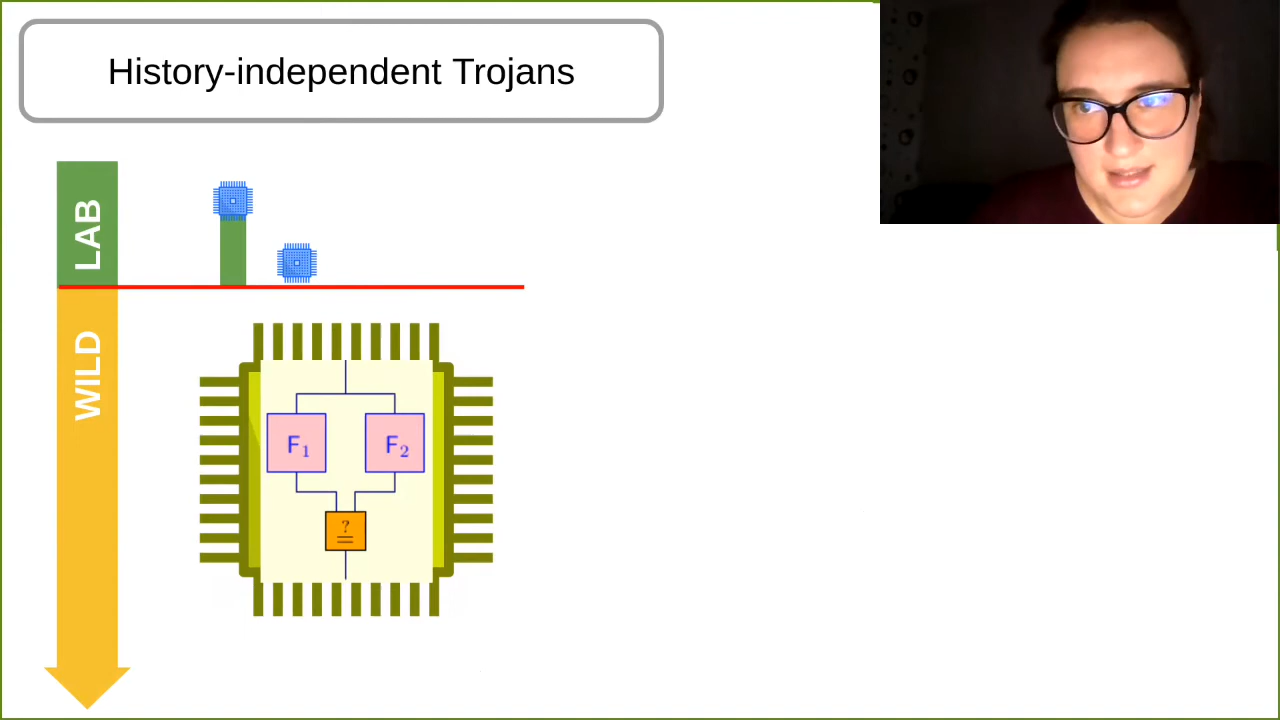 History-independent Trojans
LAB
WILD
F₁
F₂
?
=